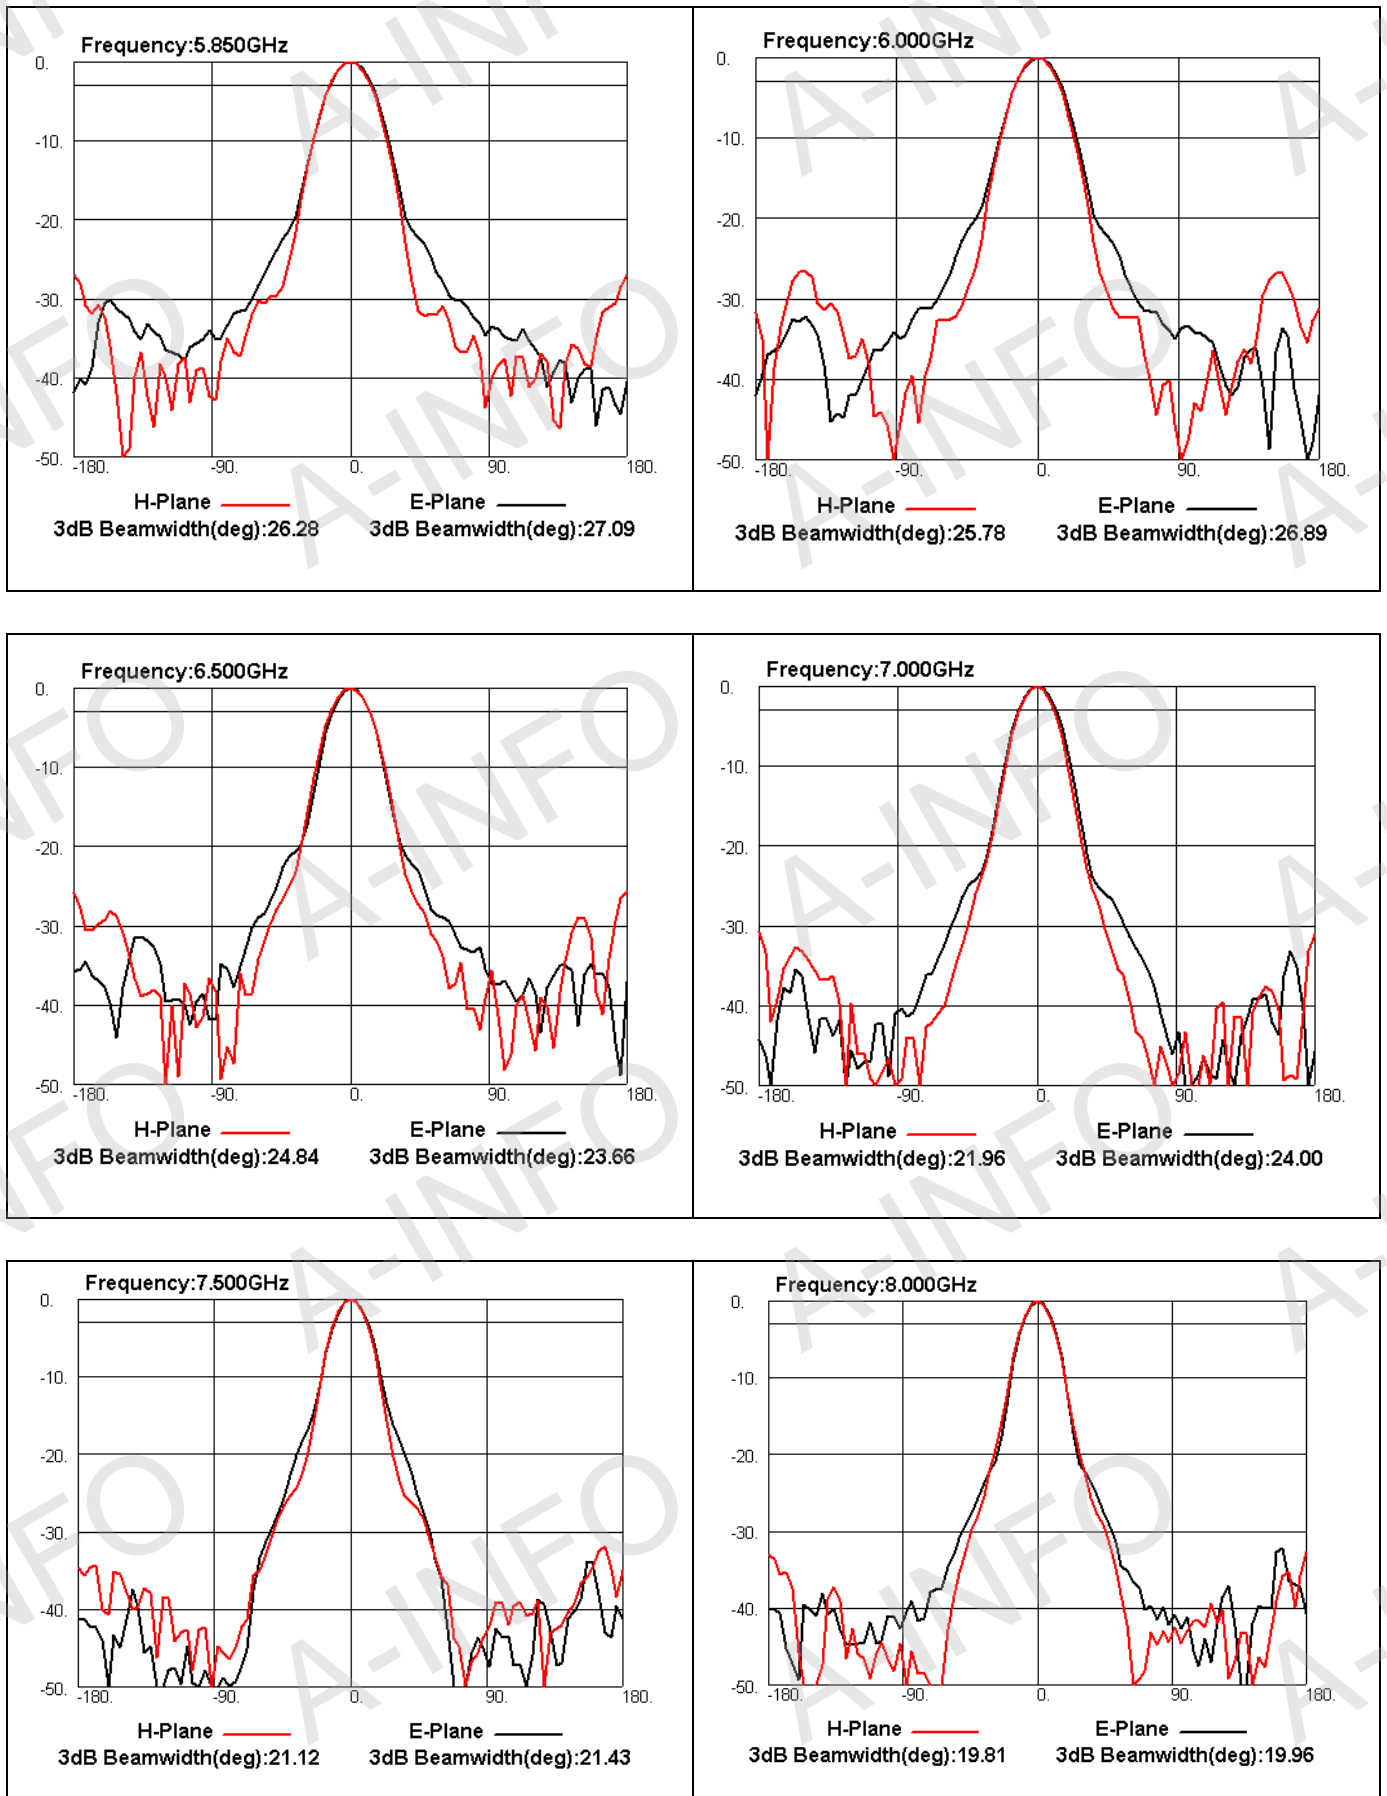 Frequency:5.850GHz
0.
-10.
-20.
-30.
-40.
-50.
-180. -90. 0. 90. 180.
H-Plane E-Plane
3dB Beamwidth(deg):26.28 3dB Beamwidth(deg):27.09
Frequency:6.000GHz
0.
-10.
-20.
-30.
-40.
-50.
-180. -90. 0. 90. 180.
H-Plane E-Plane
3dB Beamwidth(deg):25.78 3dB Beamwidth(deg):26.89
Frequency:6.500GHz
0.
-10.
-20.
-30.
-40.
-50.
-180. -90. 0. 90. 180.
H-Plane E-Plane
3dB Beamwidth(deg):24.84 3dB Beamwidth(deg):23.66
Frequency:7.000GHz
0.
-10.
-20.
-30.
-40.
-50.
-180. -90. 0. 90. 180.
H-Plane E-Plane
3dB Beamwidth(deg):21.96 3dB Beamwidth(deg):24.00
Frequency:7.500GHz
0.
-10.
-20.
-30.
-40.
-50.
-180. -90. 0. 90. 180.
H-Plane E-Plane
3dB Beamwidth(deg):21.12 3dB Beamwidth(deg):21.43
Frequency:8.000GHz
0.
-10.
-20.
-30.
-40.
-50.
-180. -90. 0. 90. 180.
H-Plane E-Plane
3dB Beamwidth(deg):19.81 3dB Beamwidth(deg):19.96
A-INFO